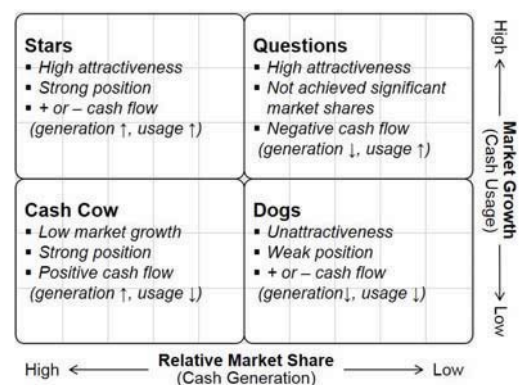 Stars
▪ High attractiveness
▪ Strong position
▪ + or – cash flow
(generation ↑, usage ↑)
Questions
▪ High attractiveness
▪ Not achieved significant
market shares
▪ Negative cash flow
(generation ↓, usage ↑)
Cash Cow
▪ Low market growth
▪ Strong position
▪ Positive cash flow
(generation ↑, usage ↓)
Dogs
▪ Unattractiveness
▪ Weak position
▪ + or – cash flow
(generation↓, usage ↓)
High
Market Growth
(Cash Usage)
Low
High
Relative Market Share
(Cash Generation)
Low